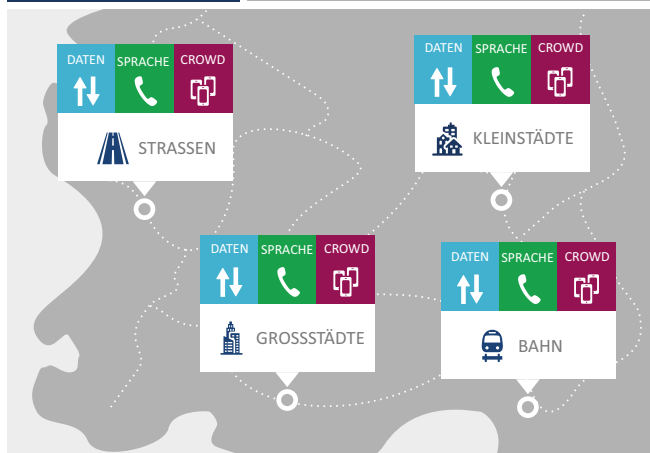 DATEN SPRACHE CROWD
STRASSEN
DATEN SPRACHE CROWD
KLEINSTÄDTE
DATEN SPRACHE CROWD
GROSSSTÄDTE
DATEN SPRACHE CROWD
BAHN